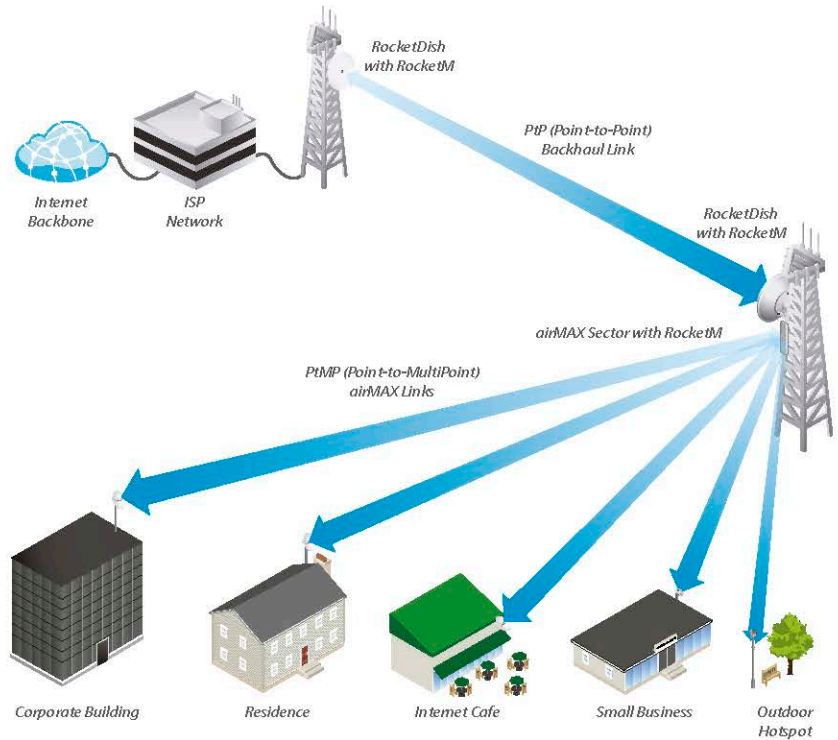 RocketDish
with RocketM
PtP (Point-to-Point)
Backhaul Link
Internet
Backbone
ISP
Network
RocketDish
with RocketM
airMAX Sector with RocketM
PtMP (Point-to-MultiPoint)
airMAX Links
Corporate Building
Residence
Internet Cafe
Small Business
Outdoor
Hotspot